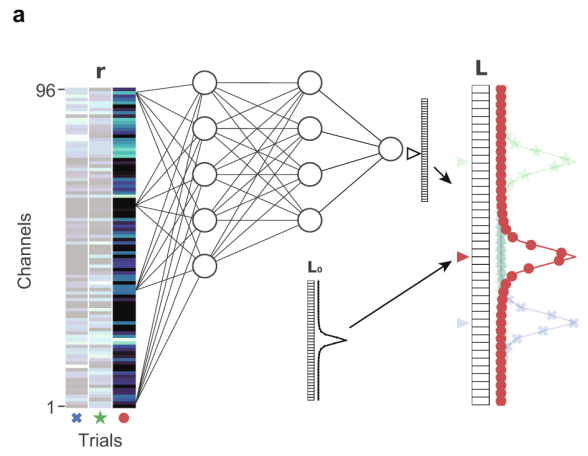 a
r
L
96
Channels
L₀
1
Trials